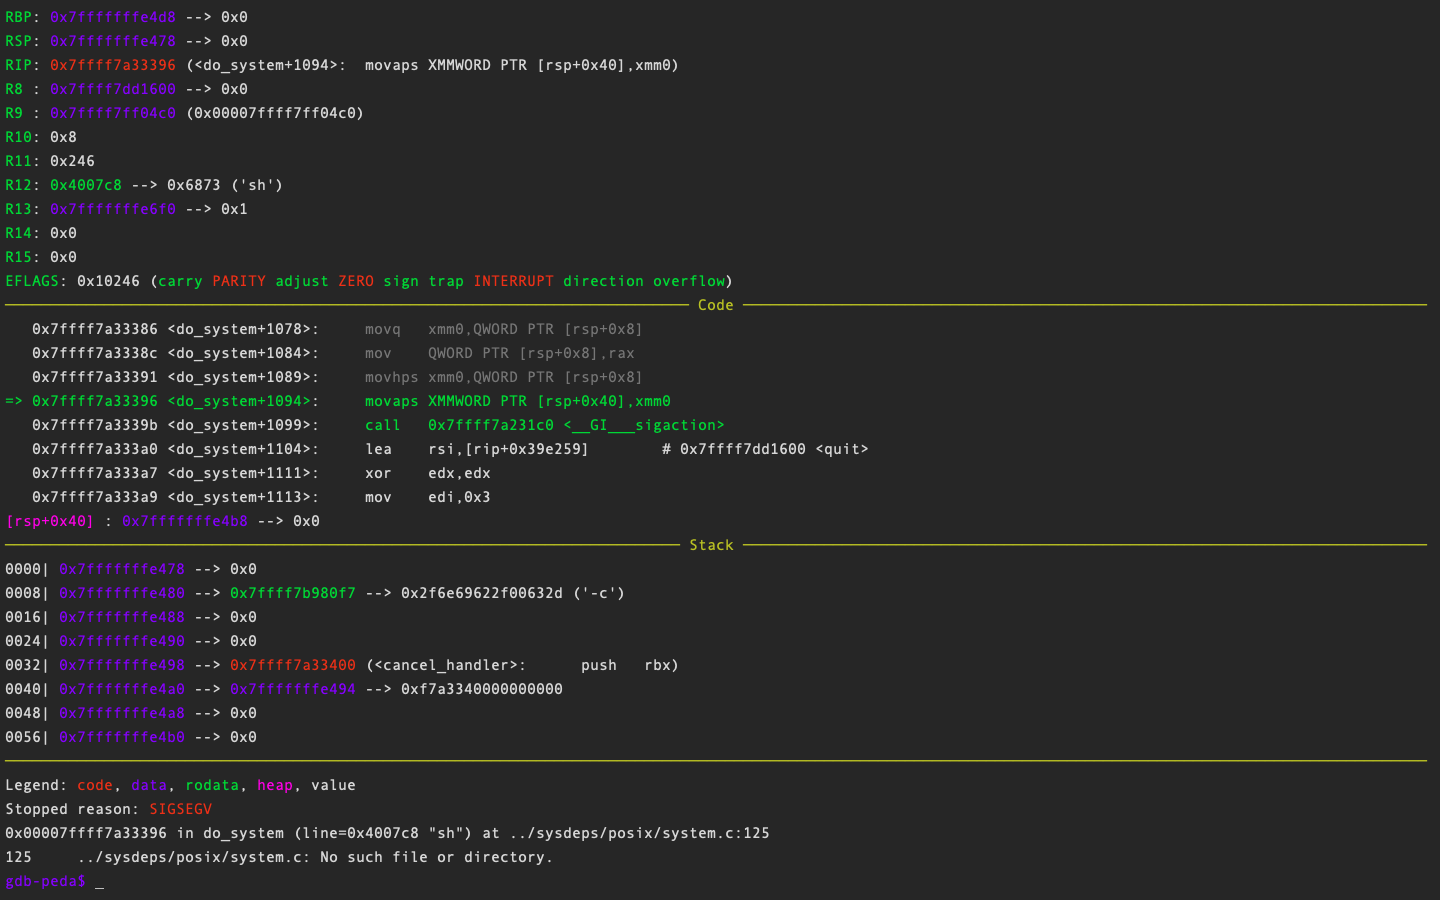 RBP: 0x7fffffffe4d8 --> 0x0
RSP: 0x7fffffffe478 --> 0x0
RIP: 0x7ffff7a33396 (<do_system+1094>:  movaps XMMWORD PTR [rsp+0x40],xmm0)
R8 : 0x7ffff7dd1600 --> 0x0
R9 : 0x7ffff7ff04c0 (0x00007ffff7ff04c0)
R10: 0x8
R11: 0x246
R12: 0x4007c8 --> 0x6873 ('sh')
R13: 0x7fffffffe6f0 --> 0x1
R14: 0x0
R15: 0x0
EFLAGS: 0x10246 (carry PARITY adjust ZERO sign trap INTERRUPT direction overflow)
Code
0x7ffff7a33386 <do_system+1078>:     movq   xmm0,QWORD PTR [rsp+0x8]
0x7ffff7a3338c <do_system+1084>:     mov    QWORD PTR [rsp+0x8],rax
0x7ffff7a33391 <do_system+1089>:     movhps xmm0,QWORD PTR [rsp+0x8]
=> 0x7ffff7a33396 <do_system+1094>:     movaps XMMWORD PTR [rsp+0x40],xmm0
0x7ffff7a3339b <do_system+1099>:     call   0x7ffff7a231c0 <__GI___sigaction>
0x7ffff7a333a0 <do_system+1104>:     lea    rsi,[rip+0x39e259]        # 0x7ffff7dd1600 <quit>
0x7ffff7a333a7 <do_system+1111>:     xor    edx,edx
0x7ffff7a333a9 <do_system+1113>:     mov    edi,0x3
[rsp+0x40] : 0x7fffffffe4b8 --> 0x0
Stack
0000| 0x7fffffffe478 --> 0x0
0008| 0x7fffffffe480 --> 0x7ffff7b980f7 --> 0x2f6e69622f00632d ('-c')
0016| 0x7fffffffe488 --> 0x0
0024| 0x7fffffffe490 --> 0x0
0032| 0x7fffffffe498 --> 0x7ffff7a33400 (<cancel_handler>:      push   rbx)
0040| 0x7fffffffe4a0 --> 0x7fffffffe494 --> 0xf7a3340000000000
0048| 0x7fffffffe4a8 --> 0x0
0056| 0x7fffffffe4b0 --> 0x0
Legend: code, data, rodata, heap, value
Stopped reason: SIGSEGV
0x00007ffff7a33396 in do_system (line=0x4007c8 "sh") at ../sysdeps/posix/system.c:125
125     ../sysdeps/posix/system.c: No such file or directory.
gdb-peda$ _